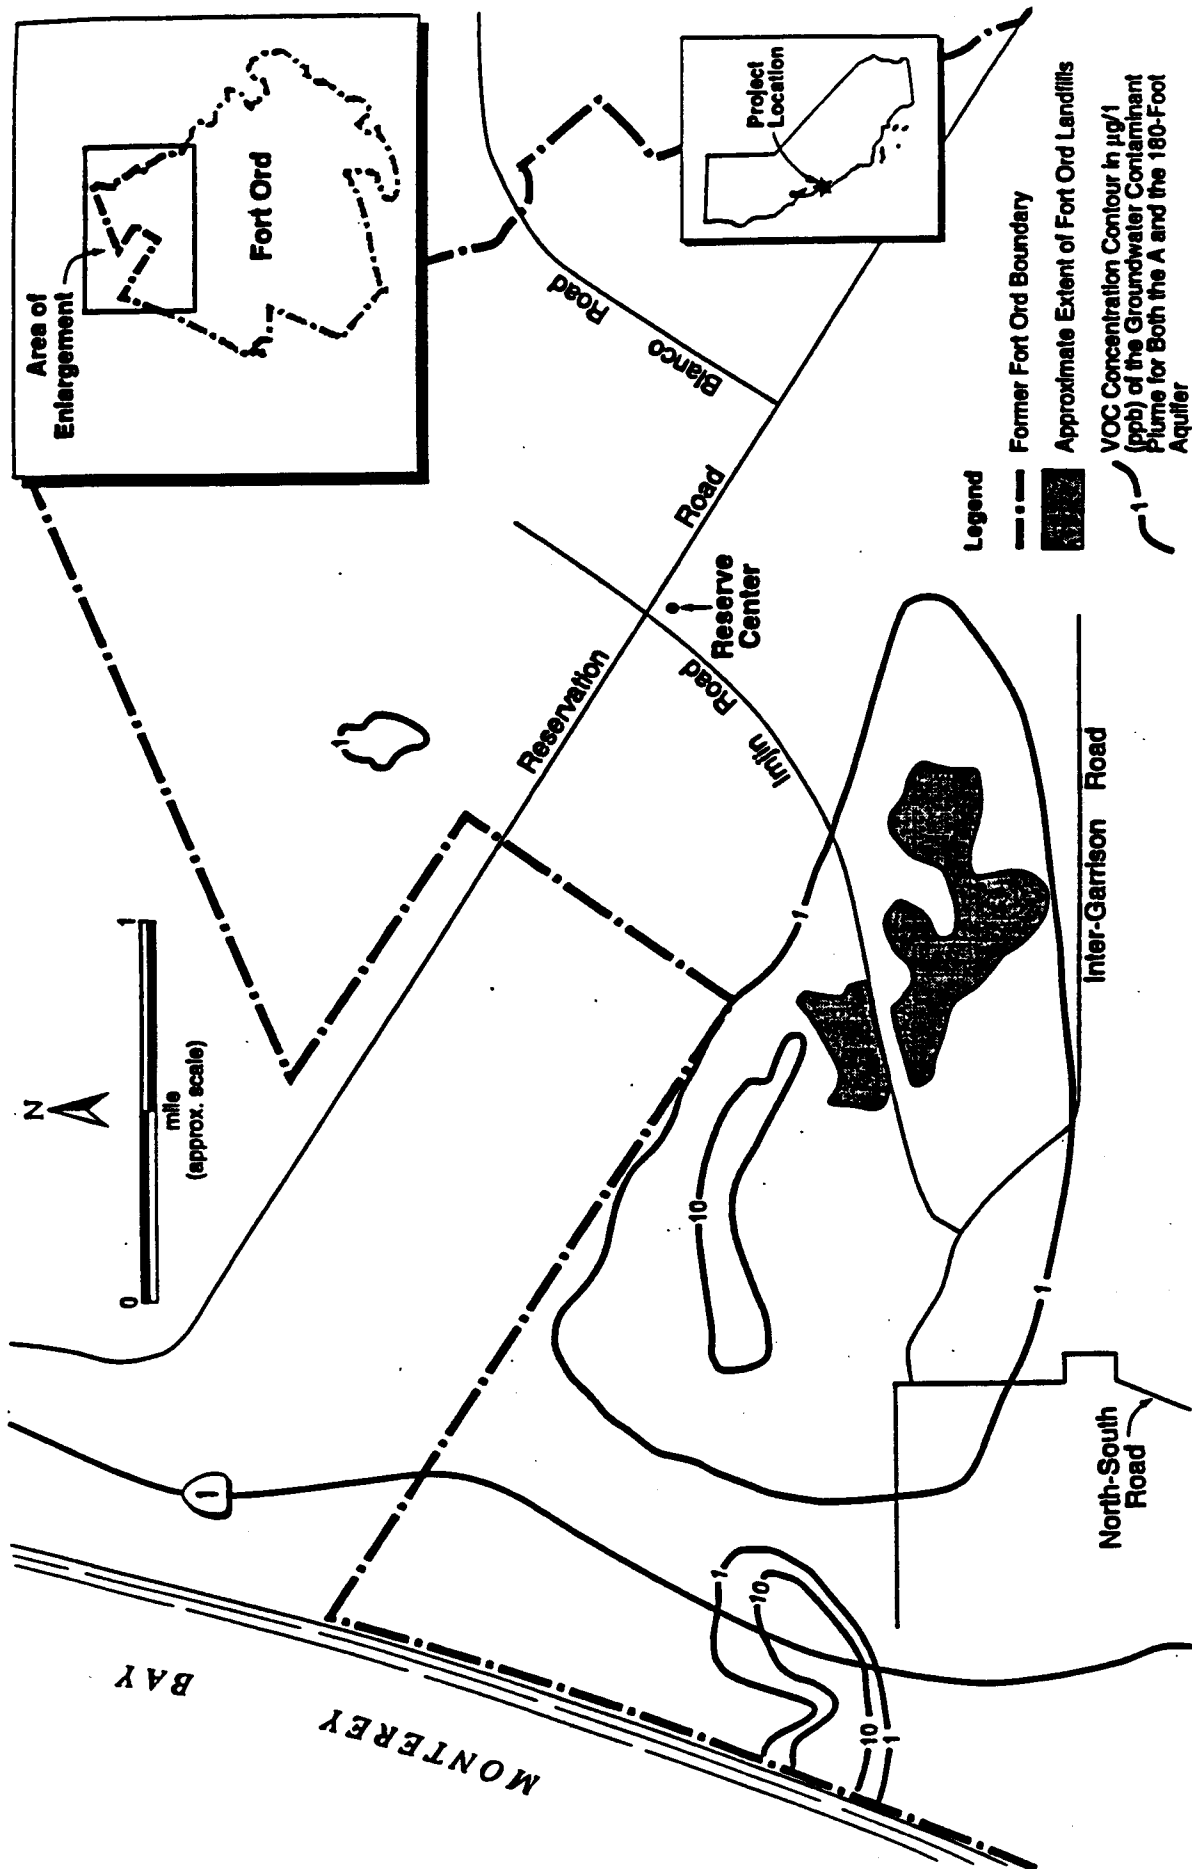 Area of
Enlargement
Fort Ord
N
0
1
mile
(approx. scale)
1
MONTEREY
BAY
Reservation
Road
Blanco
Road
Imjin
Road
Reserve
Center
Project
Location
1
1
10
1
1
10
10
1
North-South
Road
Inter-Garrison Road
Legend
Former Fort Ord Boundary
Approximate Extent of Fort Ord Landfills
1
VOC Concentration Contour in µg/1
(ppb) of the Groundwater Contaminant
Plume for Both the A and the 180-Foot
Aquifer